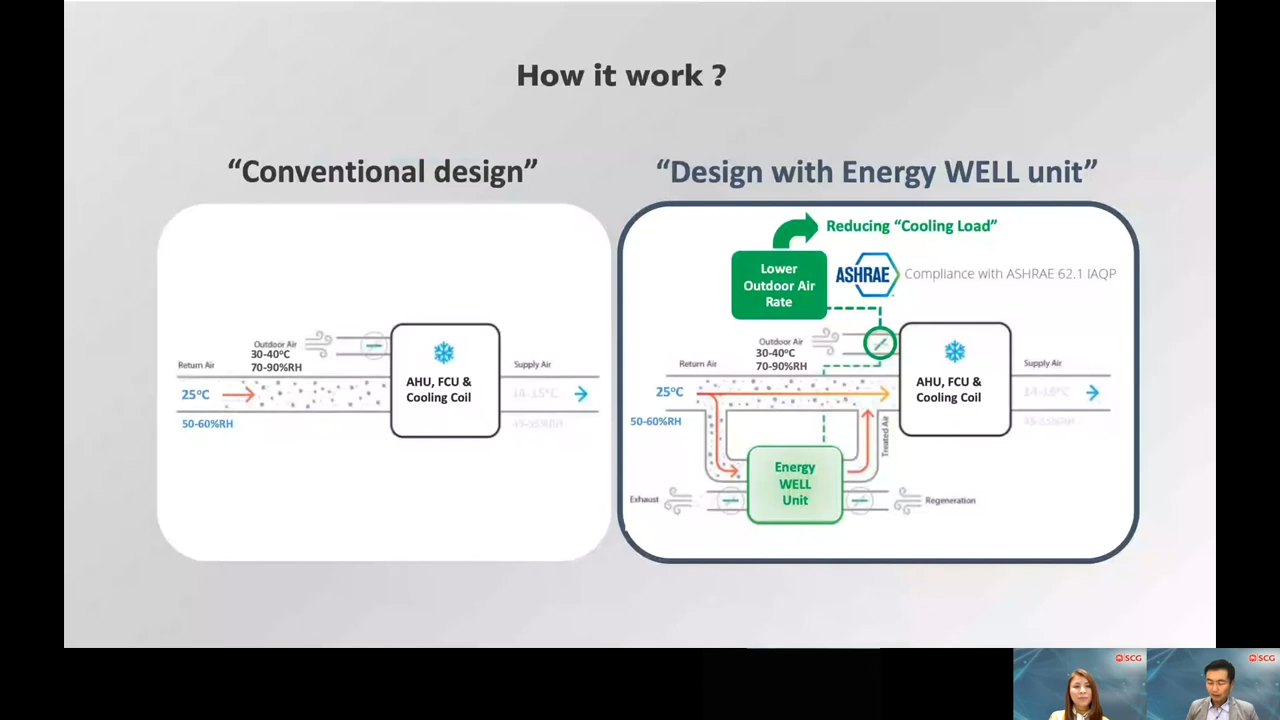 How it work ?
“Conventional design”
Outdoor Air
30-40°C
70-90%RH
Return Air
25°C
50-60%RH
AHU, FCU &
Cooling Coil
Supply Air
“Design with Energy WELL unit”
Reducing “Cooling Load”
Lower
Outdoor Air
Rate
ASHRAE
Compliance with ASHRAE 62.1 IAQP
Outdoor Air
30-40°C
70-90%RH
Return Air
25°C
50-60%RH
AHU, FCU &
Cooling Coil
Supply Air
Treated Air
Energy
WELL
Unit
Exhaust
Regeneration
SCG
SCG